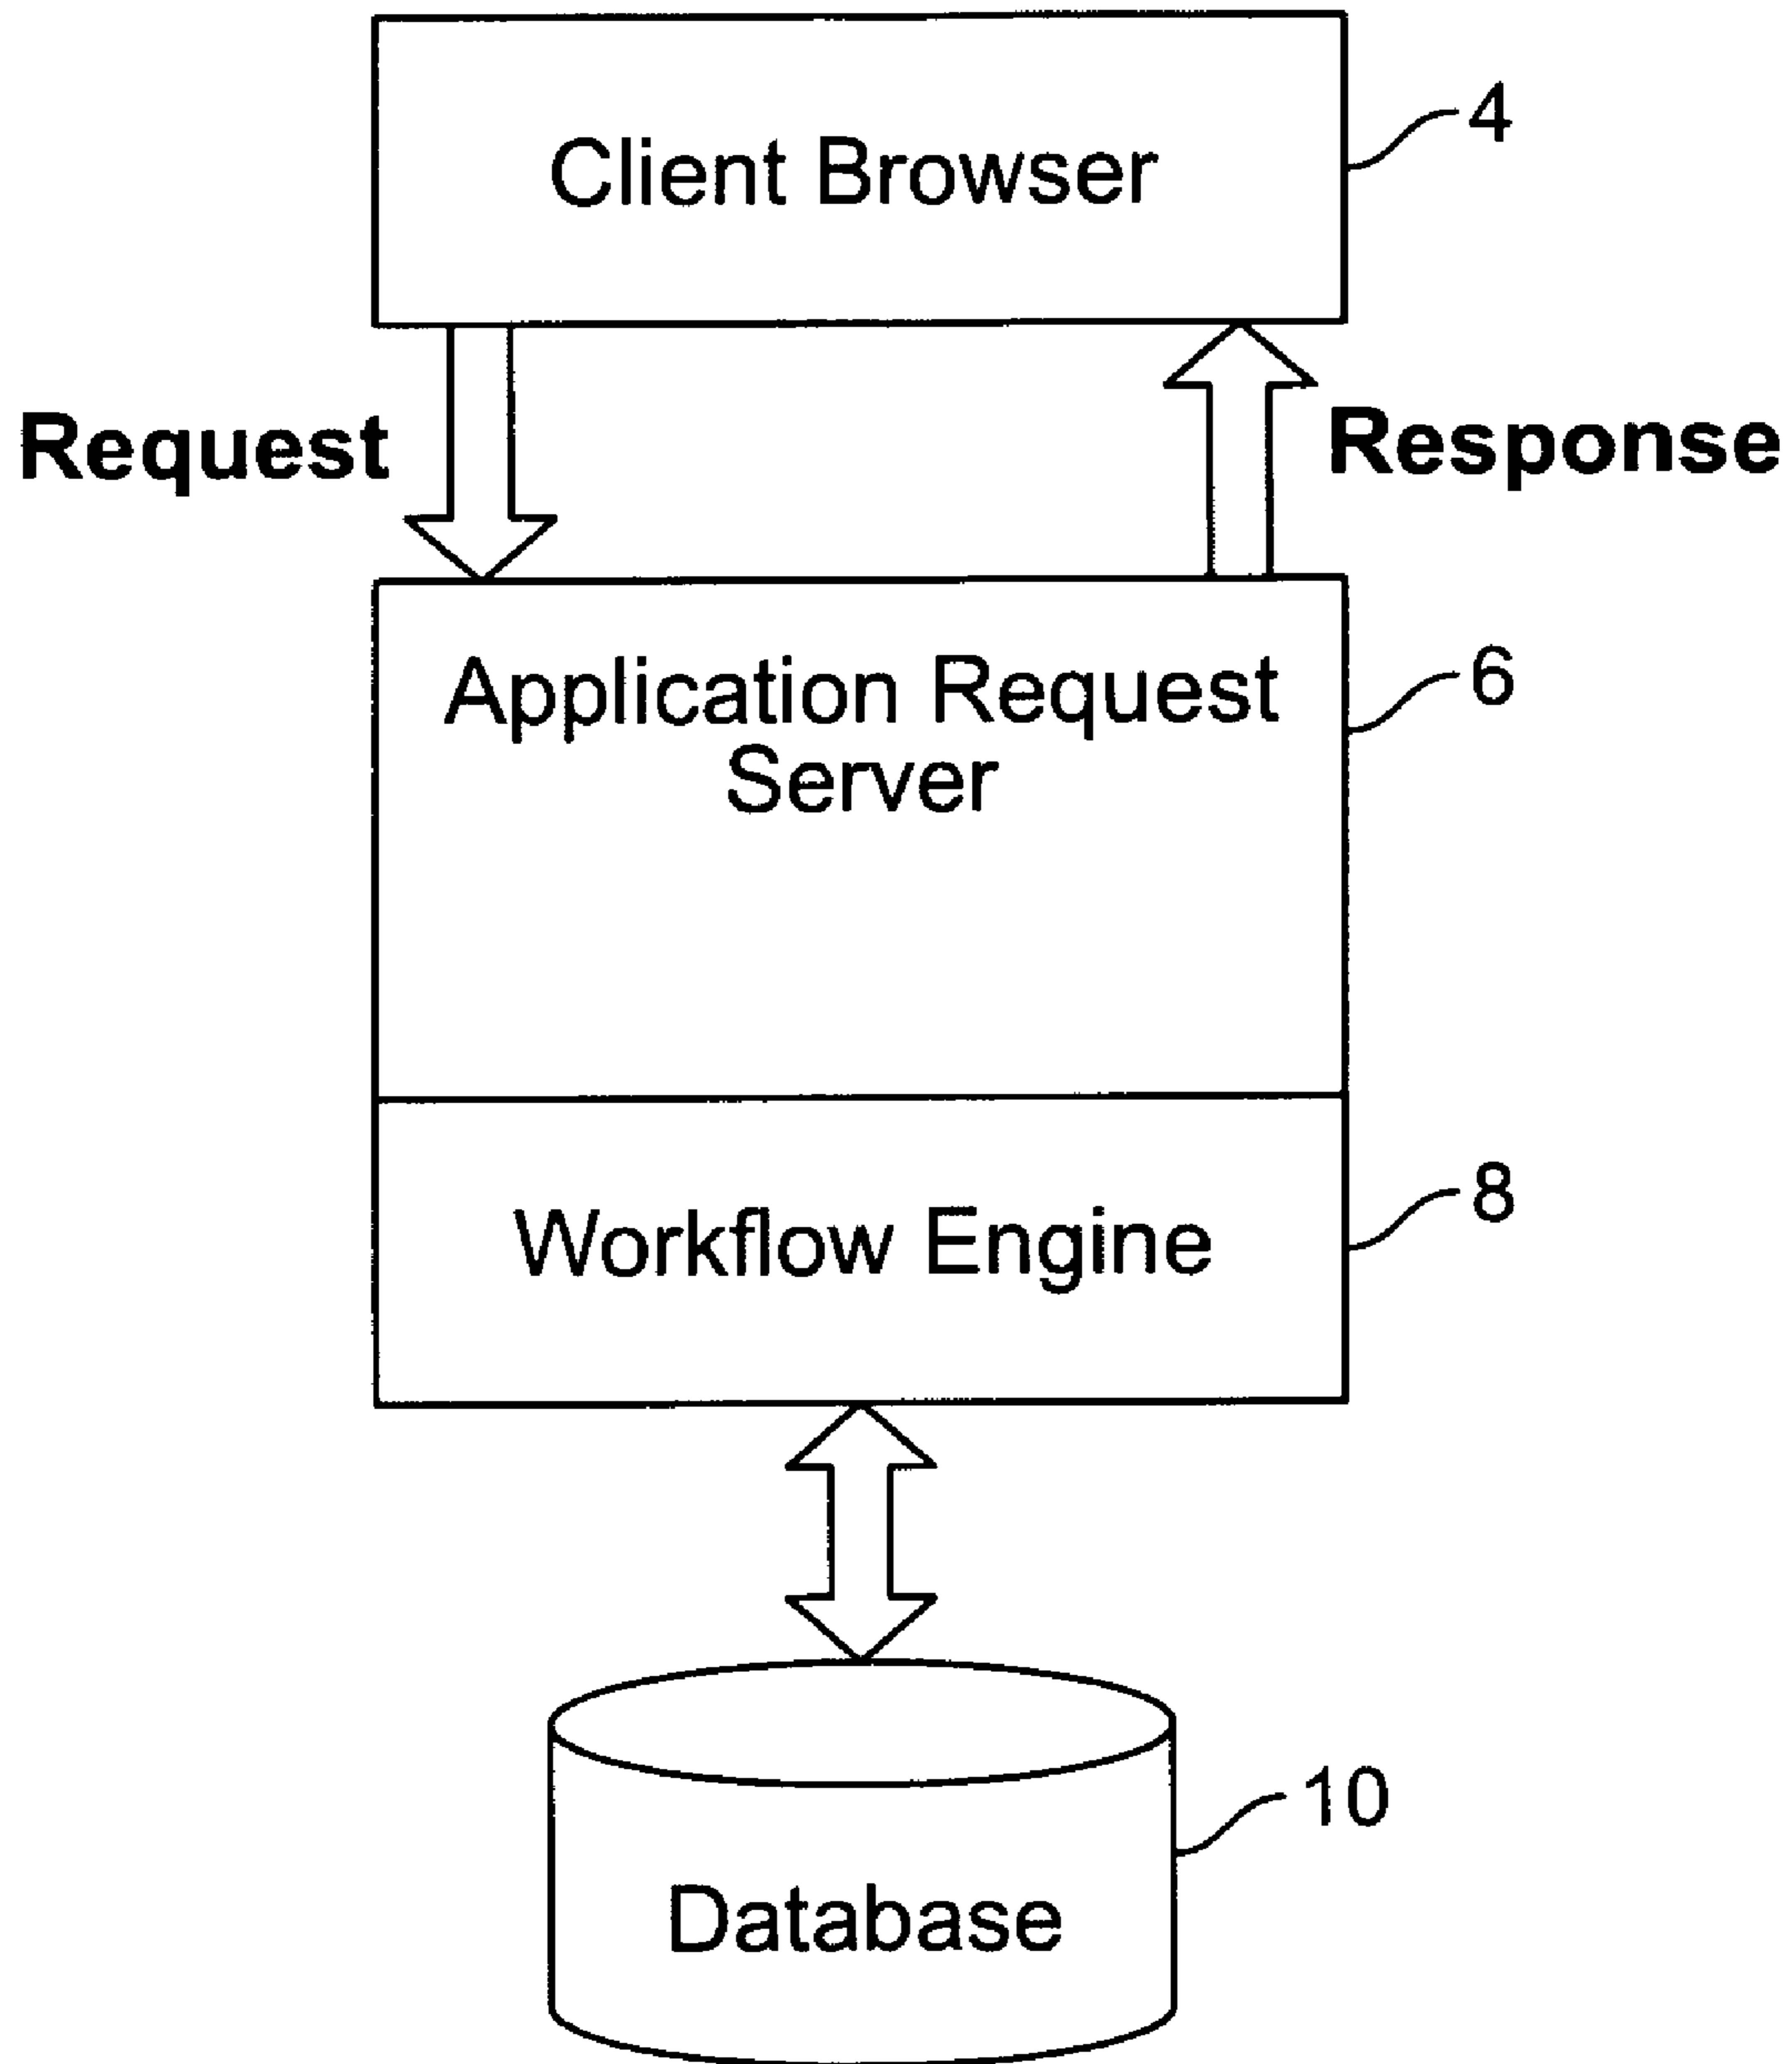 Client Browser
4
Request
Response
Application Request
Server
6
Workflow Engine
8
10
Database